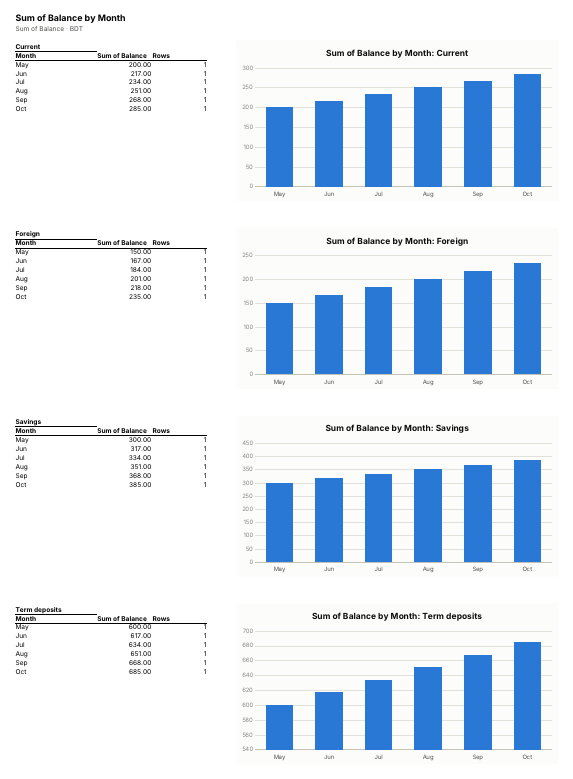 Sum of Balance by Month
Sum of Balance · BDT
Current
Month Sum of Balance Rows
May 200.00 1
Jun 217.00 1
Jul 234.00 1
Aug 251.00 1
Sep 268.00 1
Oct 285.00 1
Sum of Balance by Month: Current
300
250
200
150
100
50
0
May Jun Jul Aug Sep Oct
Foreign
Month Sum of Balance Rows
May 150.00 1
Jun 167.00 1
Jul 184.00 1
Aug 201.00 1
Sep 218.00 1
Oct 235.00 1
Sum of Balance by Month: Foreign
250
200
150
100
50
0
May Jun Jul Aug Sep Oct
Savings
Month Sum of Balance Rows
May 300.00 1
Jun 317.00 1
Jul 334.00 1
Aug 351.00 1
Sep 368.00 1
Oct 385.00 1
Sum of Balance by Month: Savings
450
400
350
300
250
200
150
100
50
0
May Jun Jul Aug Sep Oct
Term deposits
Month Sum of Balance Rows
May 600.00 1
Jun 617.00 1
Jul 634.00 1
Aug 651.00 1
Sep 668.00 1
Oct 685.00 1
Sum of Balance by Month: Term deposits
700
680
660
640
620
600
580
560
540
May Jun Jul Aug Sep Oct